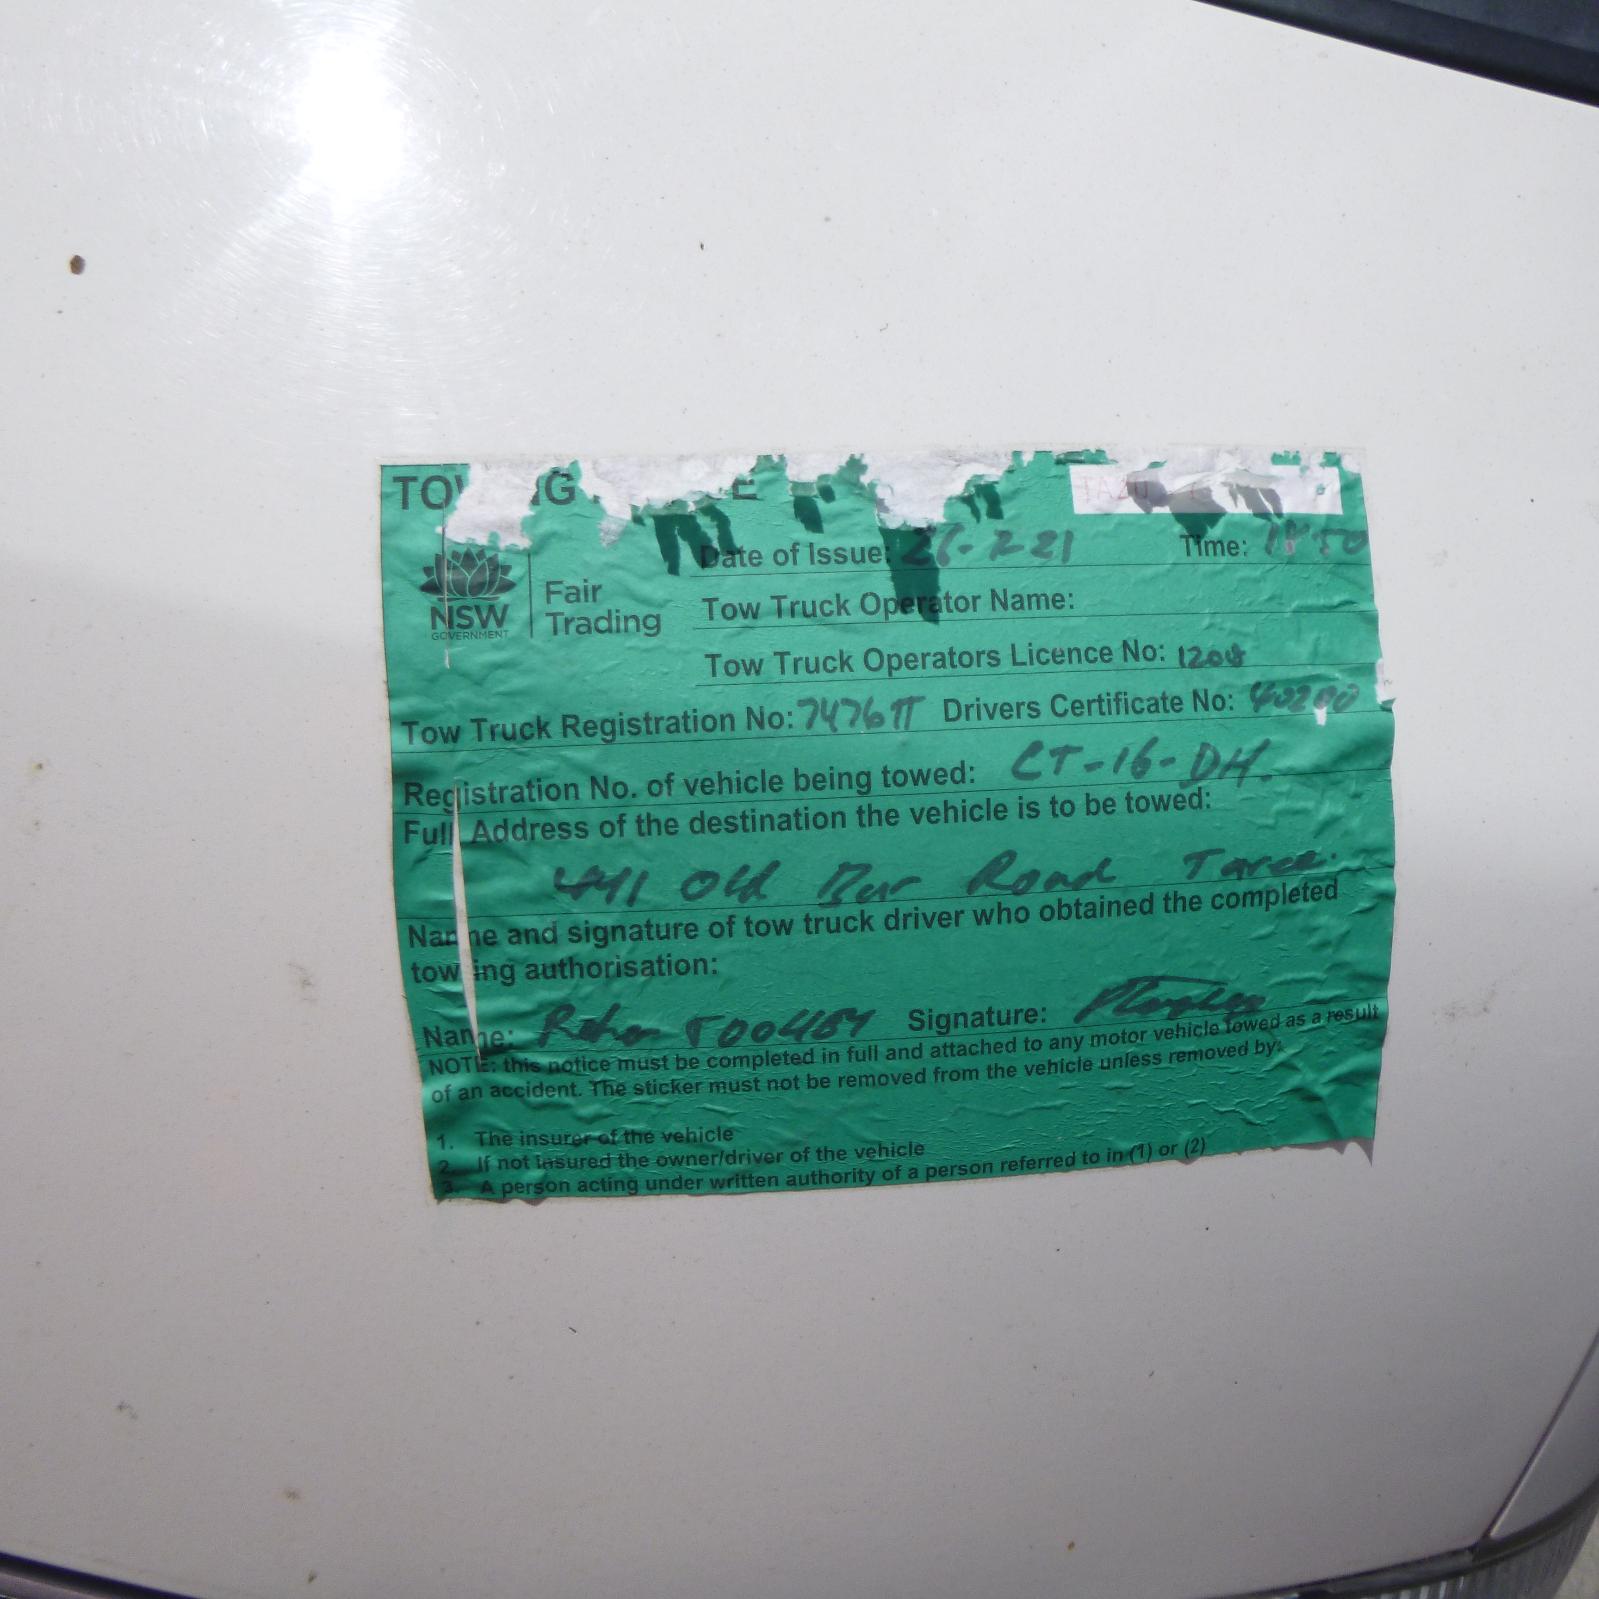 Date of Issue: 26-2-21 Time:
NSW
GOVERNMENT
Fair
Trading
Tow Truck Operator Name:
Tow Truck Operators Licence No: 1208
Tow Truck Registration No: 7476TT Drivers Certificate No: 40200
Registration No. of vehicle being towed: CT-16-DH.
Full Address of the destination the vehicle is to be towed:
441 Old Bar Road Taree.
Name and signature of tow truck driver who obtained the completed
towing authorisation:
Name: Signature:
NOTE: this notice must be completed in full and attached to any motor vehicle towed as a result
of an accident. The sticker must not be removed from the vehicle unless removed by:
1. The insurer of the vehicle
2. If not insured the owner/driver of the vehicle
3. A person acting under written authority of a person referred to in (1) or (2)